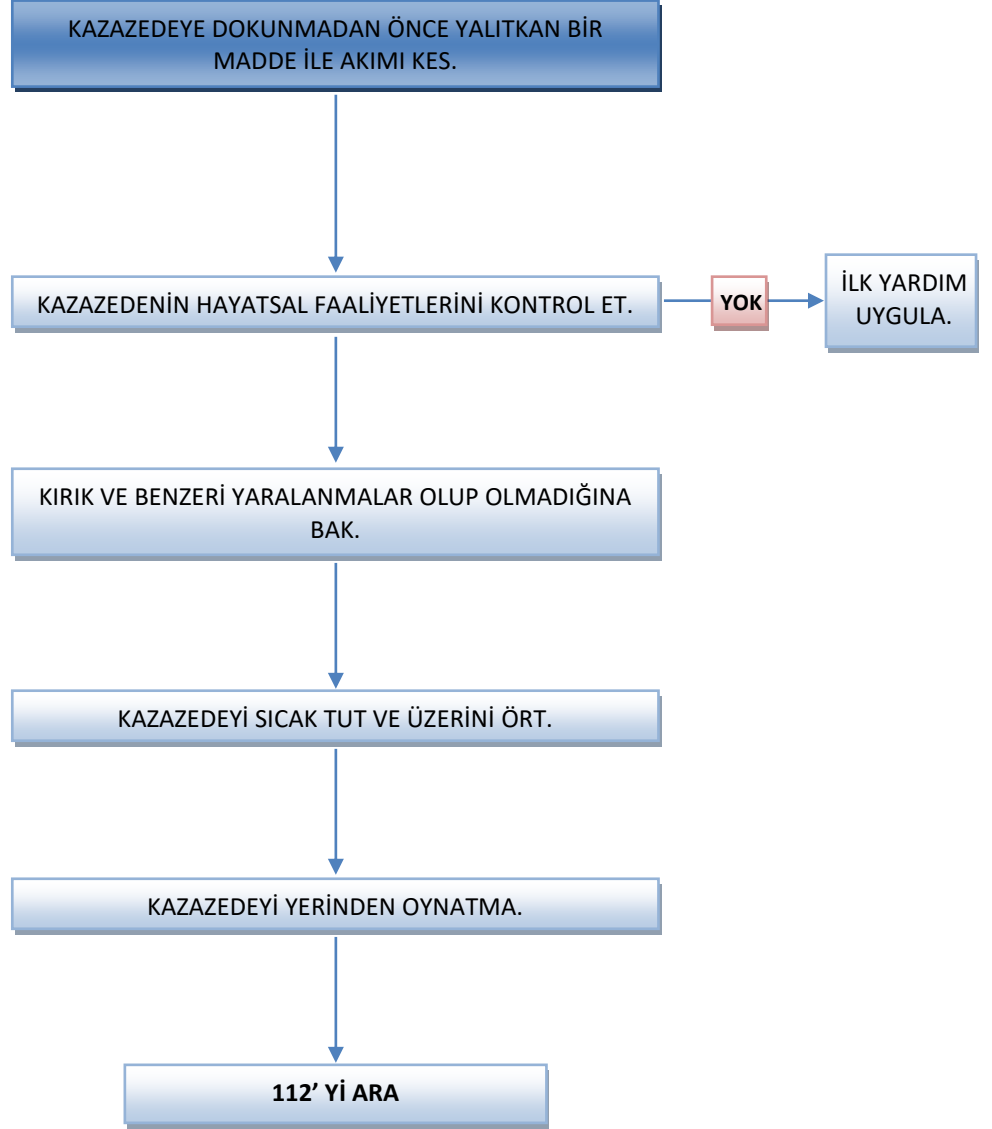 KAZAZEDEYE DOKUNMADAN ÖNCE YALITKAN BİR
MADDE İLE AKIMI KES.
KAZAZEDENİN HAYATSAL FAALİYETLERİNİ KONTROL ET.
YOK
İLK YARDIM
UYGULA.
KIRIK VE BENZERİ YARALANMALAR OLUP OLMADIĞINA
BAK.
KAZAZEDEYİ SICAK TUT VE ÜZERİNİ ÖRT.
KAZAZEDEYİ YERİNDEN OYNATMA.
112’ Yİ ARA